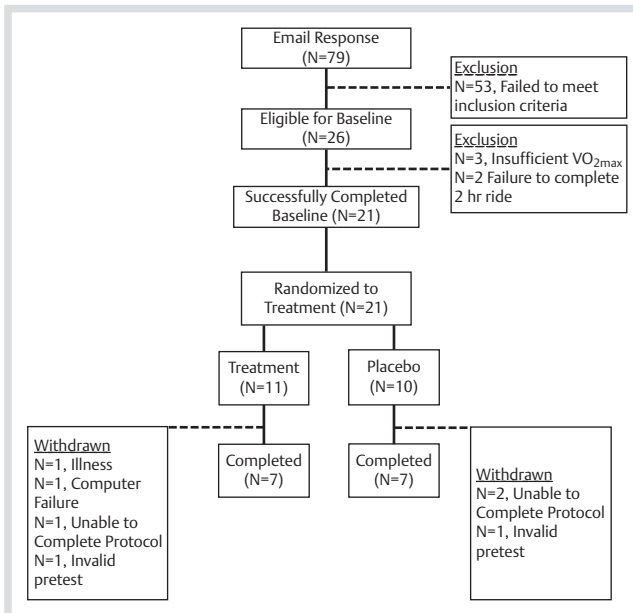 Email Response
(N=79)
Exclusion
N=53, Failed to meet
inclusion criteria
Eligible for Baseline
(N=26)
Exclusion
N=3, Insufficient VO2max
N=2 Failure to complete
2 hr ride
Successfully Completed
Baseline (N=21)
Randomized to
Treatment (N=21)
Treatment
(N=11)
Placebo
(N=10)
Withdrawn
N=1, Illness
N=1, Computer
Failure
N=1, Unable to
Complete Protocol
N=1, Invalid
pretest
Completed
(N=7)
Completed
(N=7)
Withdrawn
N=2, Unable to
Complete Protocol
N=1, Invalid
pretest